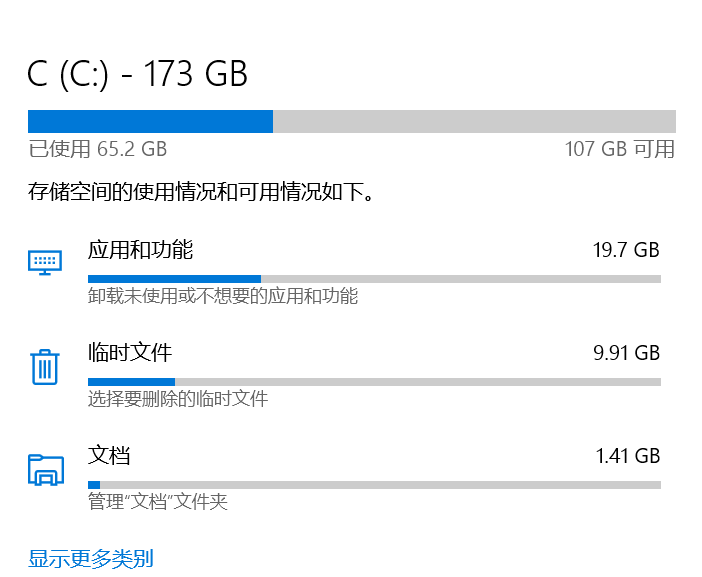 C (C:) - 173 GB
已使用 65.2 GB
107 GB 可用
存储空间的使用情况和可用情况如下。
应用和功能
19.7 GB
卸载未使用或不想要的应用和功能
临时文件
9.91 GB
选择要删除的临时文件
文档
1.41 GB
管理“文档”文件夹
显示更多类别